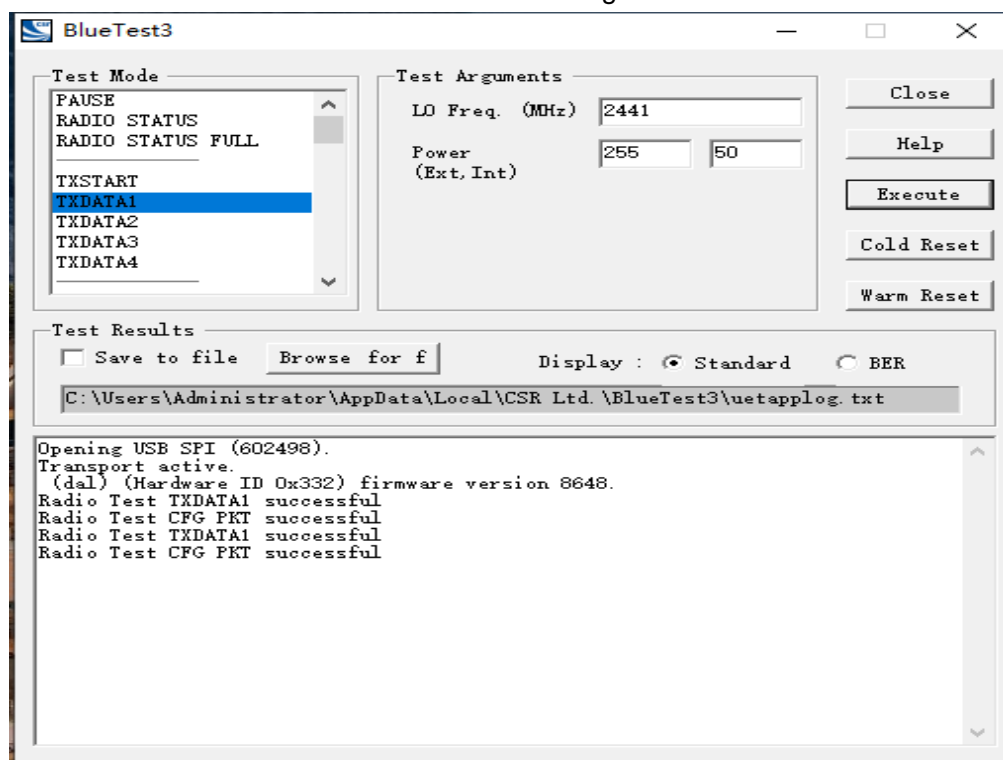 BlueTest3
Test Mode
PAUSE
RADIO STATUS
RADIO STATUS FULL
TXSTART
TXDATA1
TXDATA2
TXDATA3
TXDATA4
Test Arguments
LO Freq. (MHz) 2441
Power 255 50
(Ext,Int)
Close
Help
Execute
Cold Reset
Warm Reset
Test Results
Save to file Browse for f Display : Standard BER
C:\Users\Administrator\AppData\Local\CSR Ltd.\BlueTest3\uetapplog.txt
Opening USB SPI (602498).
Transport active.
(dal) (Hardware ID 0x332) firmware version 8648.
Radio Test TXDATA1 successful
Radio Test CFG PKT successful
Radio Test TXDATA1 successful
Radio Test CFG PKT successful